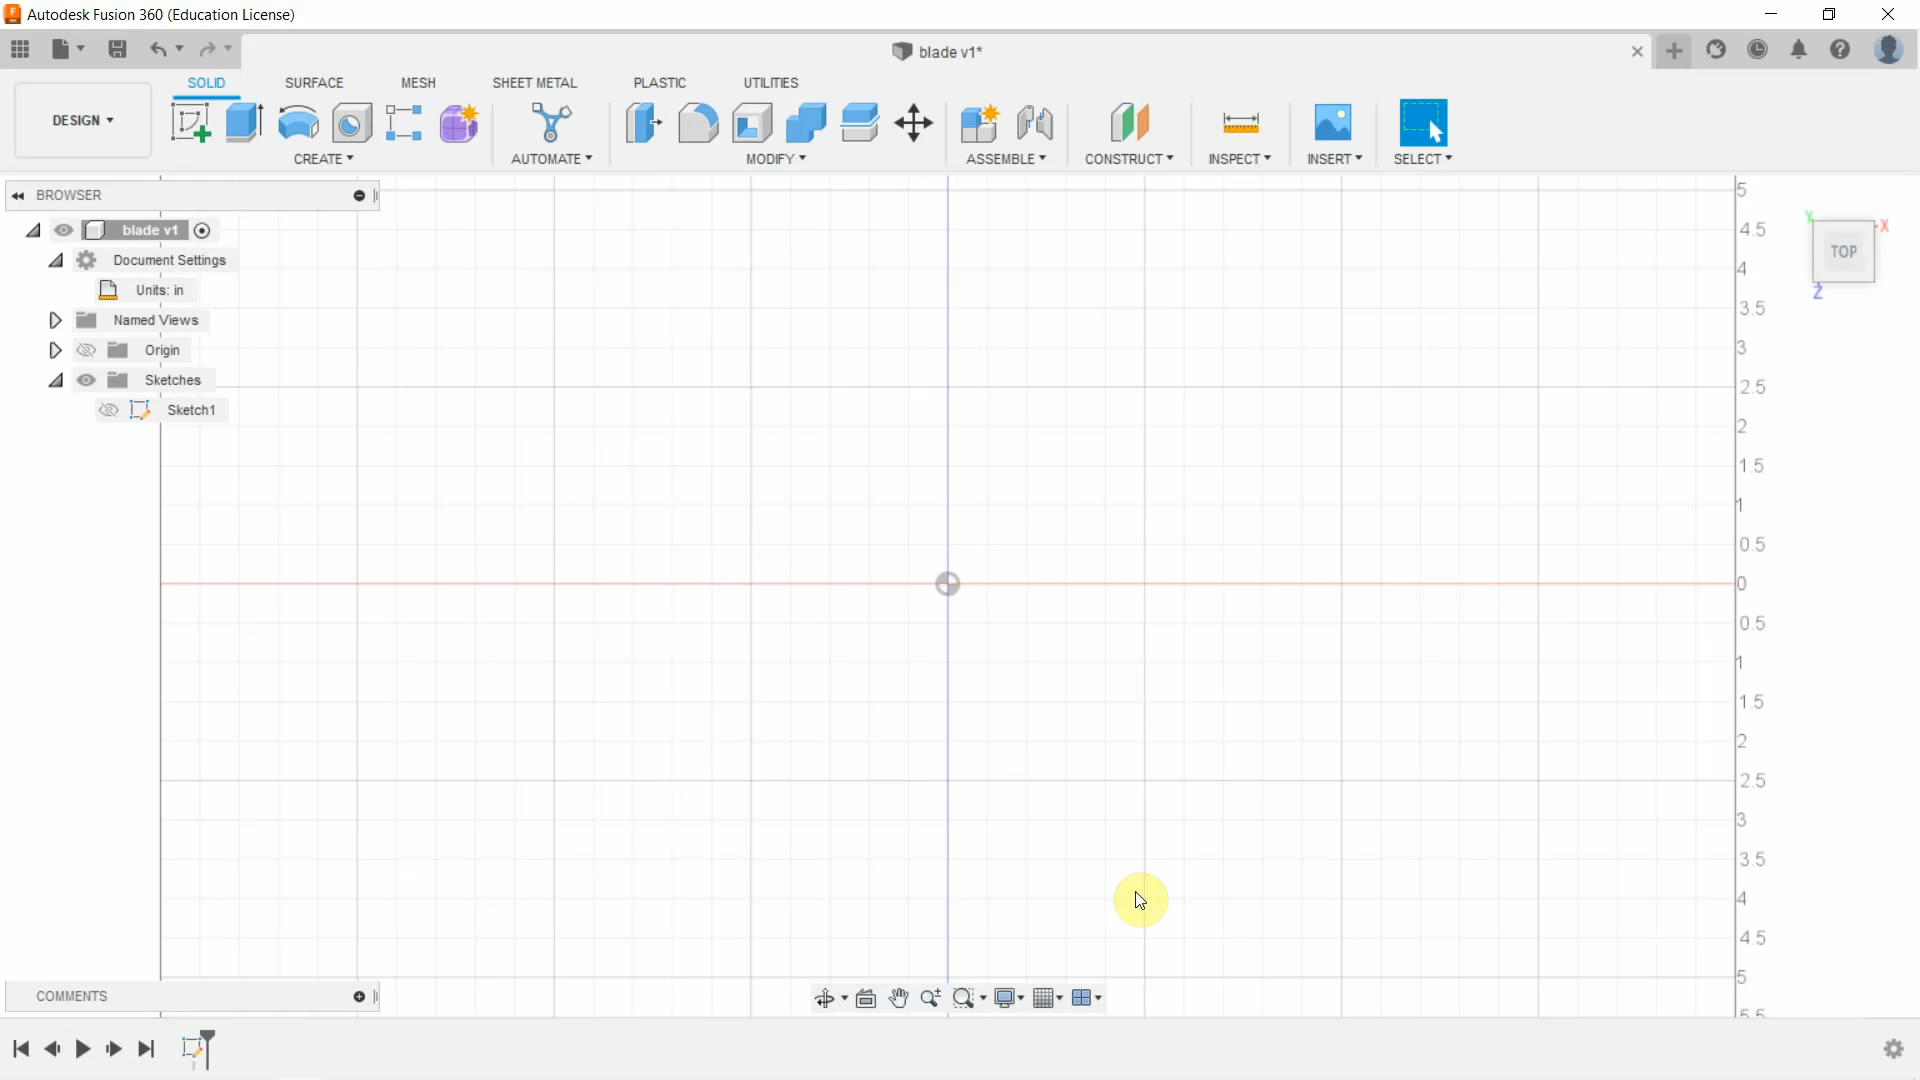 Autodesk Fusion 360 (Education License)
blade v1*
SOLID SURFACE MESH SHEET METAL PLASTIC UTILITIES
DESIGN
CREATE AUTOMATE MODIFY ASSEMBLE CONSTRUCT INSPECT INSERT SELECT
BROWSER
blade v1
Document Settings
Units: in
Named Views
Origin
Sketches
Sketch1
Y
X
TOP
Z
5
4.5
4
3.5
3
2.5
2
1.5
1
0.5
0
0.5
1
1.5
2
2.5
3
3.5
4
4.5
5
5.5
COMMENTS